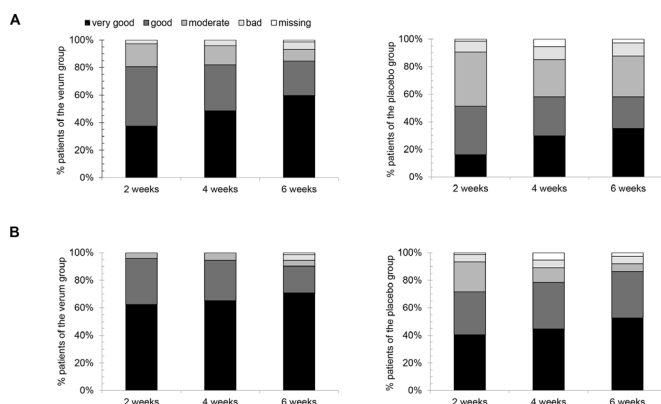 A
very good good moderate bad missing
% patients of the verum group
100%
80%
60%
40%
20%
0%
2 weeks 4 weeks 6 weeks
% patients of the placebo group
100%
80%
60%
40%
20%
0%
2 weeks 4 weeks 6 weeks
B
% patients of the verum group
100%
80%
60%
40%
20%
0%
2 weeks 4 weeks 6 weeks
% patients of the placebo group
100%
80%
60%
40%
20%
0%
2 weeks 4 weeks 6 weeks